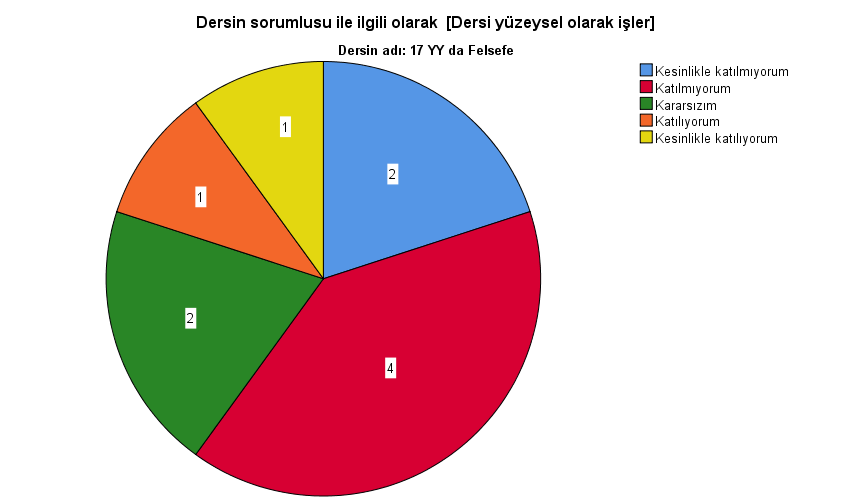 Dersin sorumlusu ile ilgili olarak [Dersi yüzeysel olarak işler]
Dersin adı: 17 YY da Felsefe
Kesinlikle katılmıyorum
Katılmıyorum
Kararsızım
Katılıyorum
Kesinlikle katılıyorum
1
2
1
2
4